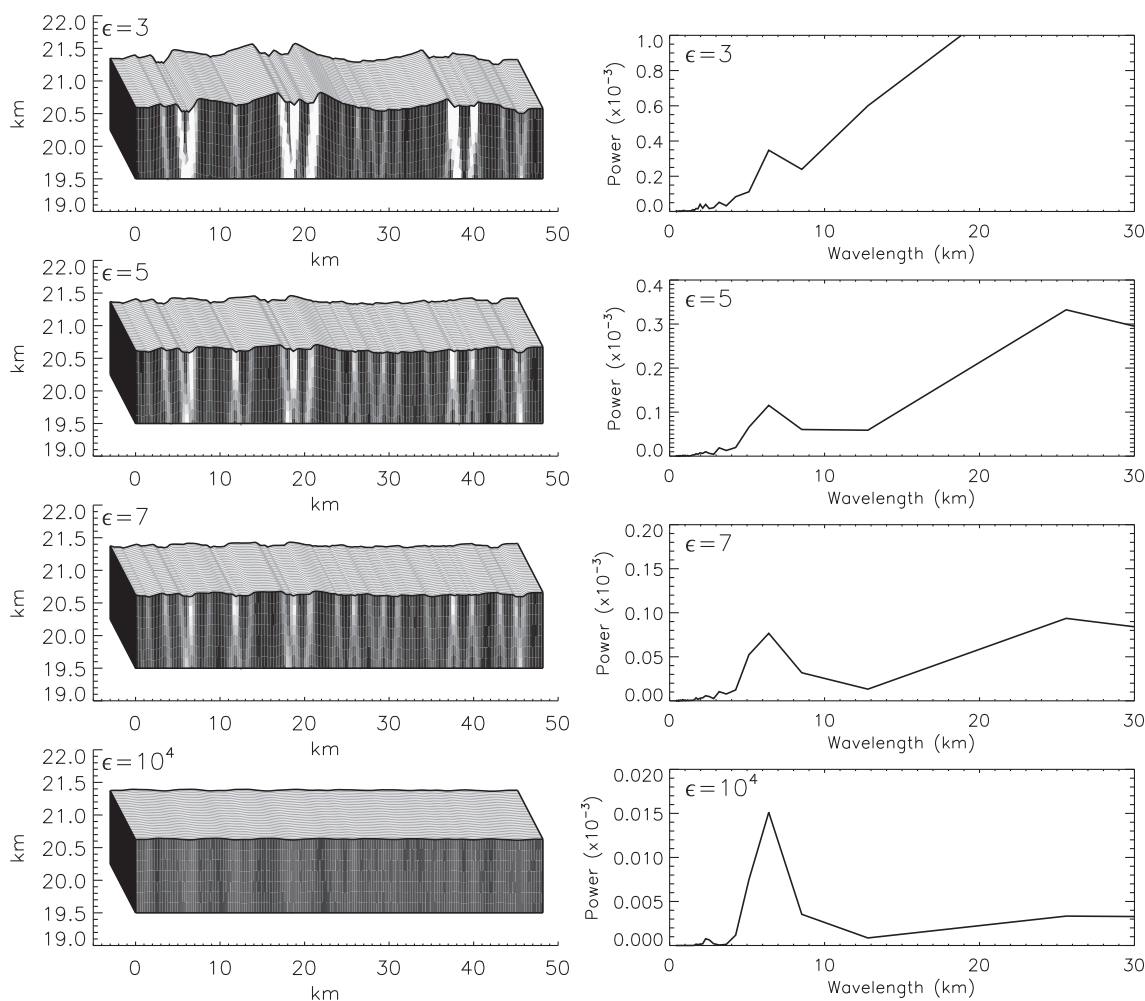 22.0
21.5
21.0
20.5
20.0
19.5
19.0
km
ϵ=3
0 10 20 30 40 50
km
1.0
0.8
0.6
0.4
0.2
0.0
Power (x10⁻³)
ϵ=3
0 10 20 30
Wavelength (km)
22.0
21.5
21.0
20.5
20.0
19.5
19.0
km
ϵ=5
0 10 20 30 40 50
km
0.4
0.3
0.2
0.1
0.0
Power (x10⁻³)
ϵ=5
0 10 20 30
Wavelength (km)
22.0
21.5
21.0
20.5
20.0
19.5
19.0
km
ϵ=7
0 10 20 30 40 50
km
0.20
0.15
0.10
0.05
0.00
Power (x10⁻³)
ϵ=7
0 10 20 30
Wavelength (km)
22.0
21.5
21.0
20.5
20.0
19.5
19.0
km
ϵ=10⁴
0 10 20 30 40 50
km
0.020
0.015
0.010
0.005
0.000
Power (x10⁻³)
ϵ=10⁴
0 10 20 30
Wavelength (km)